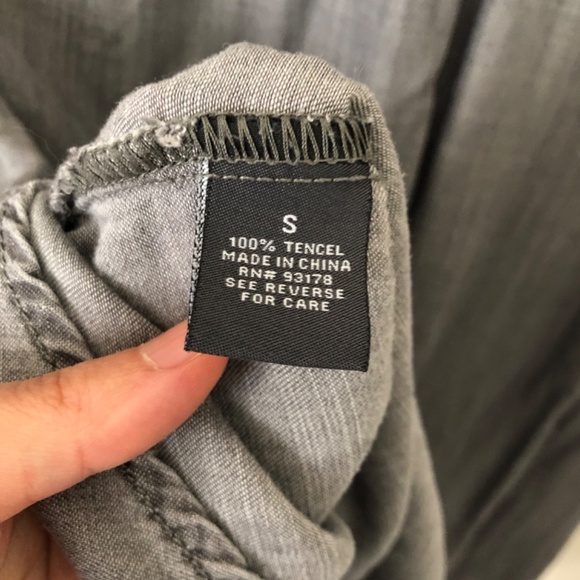 S
100% TENCEL
MADE IN CHINA
RN# 93178
SEE REVERSE
FOR CARE